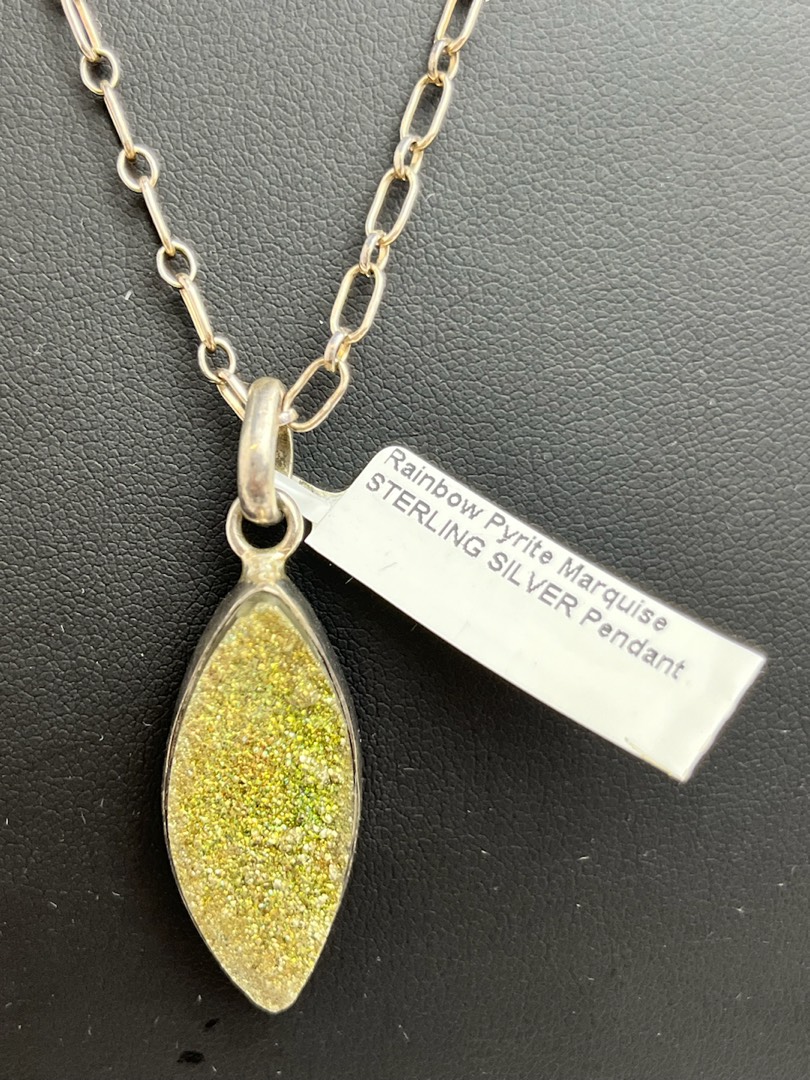 Rainbow Pyrite Marquise
STERLING SILVER Pendant